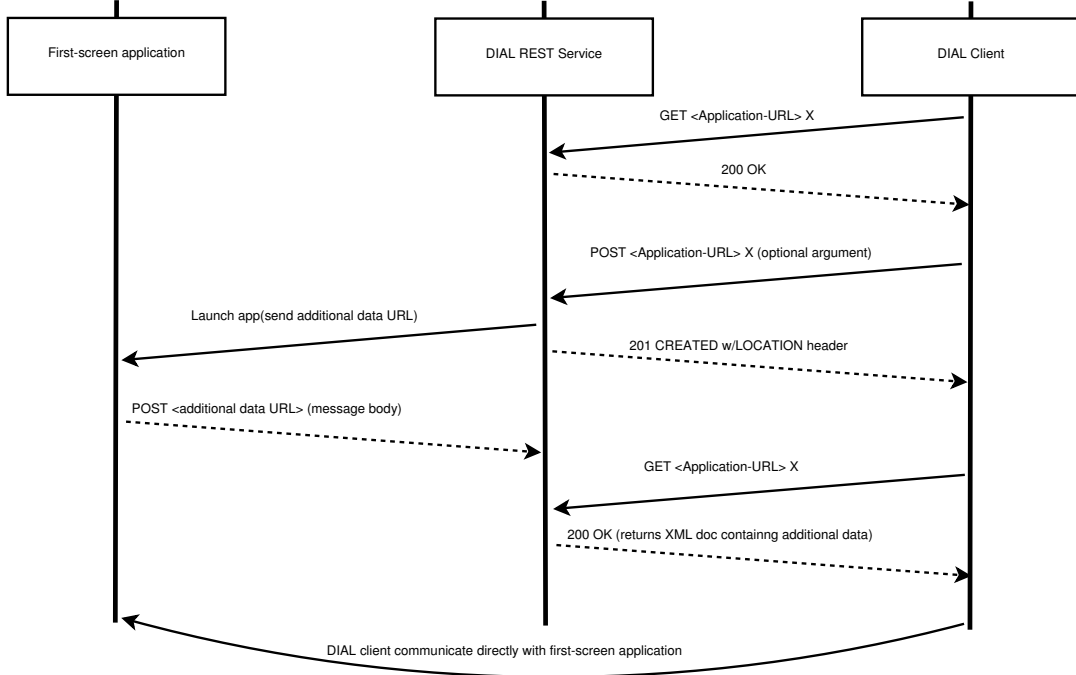 First-screen application
DIAL REST Service
DIAL Client
GET <Application-URL> X
200 OK
POST <Application-URL> X (optional argument)
Launch app(send additional data URL)
201 CREATED w/LOCATION header
POST <additional data URL> (message body)
GET <Application-URL> X
200 OK (returns XML doc containng additional data)
DIAL client communicate directly with first-screen application